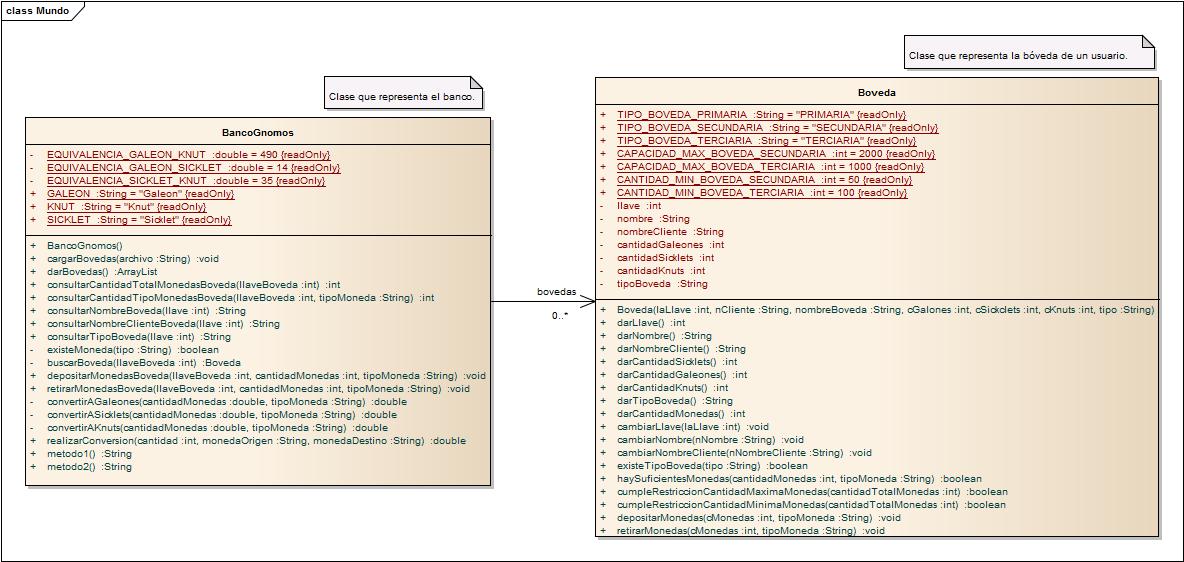 class Mundo
Clase que representa el banco.
BancoGnomos
- EQUIVALENCIA_GALEON_KNUT :double = 490 {readOnly}
- EQUIVALENCIA_GALEON_SICKLET :double = 14 {readOnly}
- EQUIVALENCIA_SICKLET_KNUT :double = 35 {readOnly}
+ GALEON :String = "Galeon" {readOnly}
+ KNUT :String = "Knut" {readOnly}
+ SICKLET :String = "Sicklet" {readOnly}
+ BancoGnomos()
+ cargarBovedas(archivo :String) :void
+ darBovedas() :ArrayList
+ consultarCantidadTotalMonedasBoveda(llaveBoveda :int) :int
+ consultarCantidadTipoMonedasBoveda(llaveBoveda :int, tipoMoneda :String) :int
+ consultarNombreBoveda(llave :int) :String
+ consultarNombreClienteBoveda(llave :int) :String
+ consultarTipoBoveda(llave :int) :String
- existeMoneda(tipo :String) :boolean
- buscarBoveda(llaveBoveda :int) :Boveda
+ depositarMonedasBoveda(llaveBoveda :int, cantidadMonedas :int, tipoMoneda :String) :void
+ retirarMonedasBoveda(llaveBoveda :int, cantidadMonedas :int, tipoMoneda :String) :void
- convertirAGaleones(cantidadMonedas :double, tipoMoneda :String) :double
- convertirASicklets(cantidadMonedas :double, tipoMoneda :String) :double
- convertirAKnuts(cantidadMonedas :double, tipoMoneda :String) :double
+ realizarConversion(cantidad :int, monedaOrigen :String, monedaDestino :String) :double
+ metodo1() :String
+ metodo2() :String
bovedas
0..*
Clase que representa la bóveda de un usuario.
Boveda
+ TIPO_BOVEDA_PRIMARIA :String = "PRIMARIA" {readOnly}
+ TIPO_BOVEDA_SECUNDARIA :String = "SECUNDARIA" {readOnly}
+ TIPO_BOVEDA_TERCIARIA :String = "TERCIARIA" {readOnly}
+ CAPACIDAD_MAX_BOVEDA_SECUNDARIA :int = 2000 {readOnly}
+ CAPACIDAD_MAX_BOVEDA_TERCIARIA :int = 1000 {readOnly}
+ CANTIDAD_MIN_BOVEDA_SECUNDARIA :int = 50 {readOnly}
+ CANTIDAD_MIN_BOVEDA_TERCIARIA :int = 100 {readOnly}
- llave :int
- nombre :String
- nombreCliente :String
- cantidadGaleones :int
- cantidadSicklets :int
- cantidadKnuts :int
- tipoBoveda :String
+ Boveda(laLlave :int, nCliente :String, nombreBoveda :String, cGalones :int, cSickclets :int, cKnuts :int, tipo :String)
+ darLlave() :int
+ darNombre() :String
+ darNombreCliente() :String
+ darCantidadSicklets() :int
+ darCantidadGaleones() :int
+ darCantidadKnuts() :int
+ darTipoBoveda() :String
+ darCantidadMonedas() :int
+ cambiarLlave(laLlave :int) :void
+ cambiarNombre(nNombre :String) :void
+ cambiarNombreCliente(nNombreCliente :String) :void
+ existeTipoBoveda(tipo :String) :boolean
+ haySuficientesMonedas(cantidadMonedas :int, tipoMoneda :String) :boolean
+ cumpleRestriccionCantidadMaximaMonedas(cantidadTotalMonedas :int) :boolean
+ cumpleRestriccionCantidadMinimaMonedas(cantidadTotalMonedas :int) :boolean
+ depositarMonedas(cMonedas :int, tipoMoneda :String) :void
+ retirarMonedas(cMonedas :int, tipoMoneda :String) :void